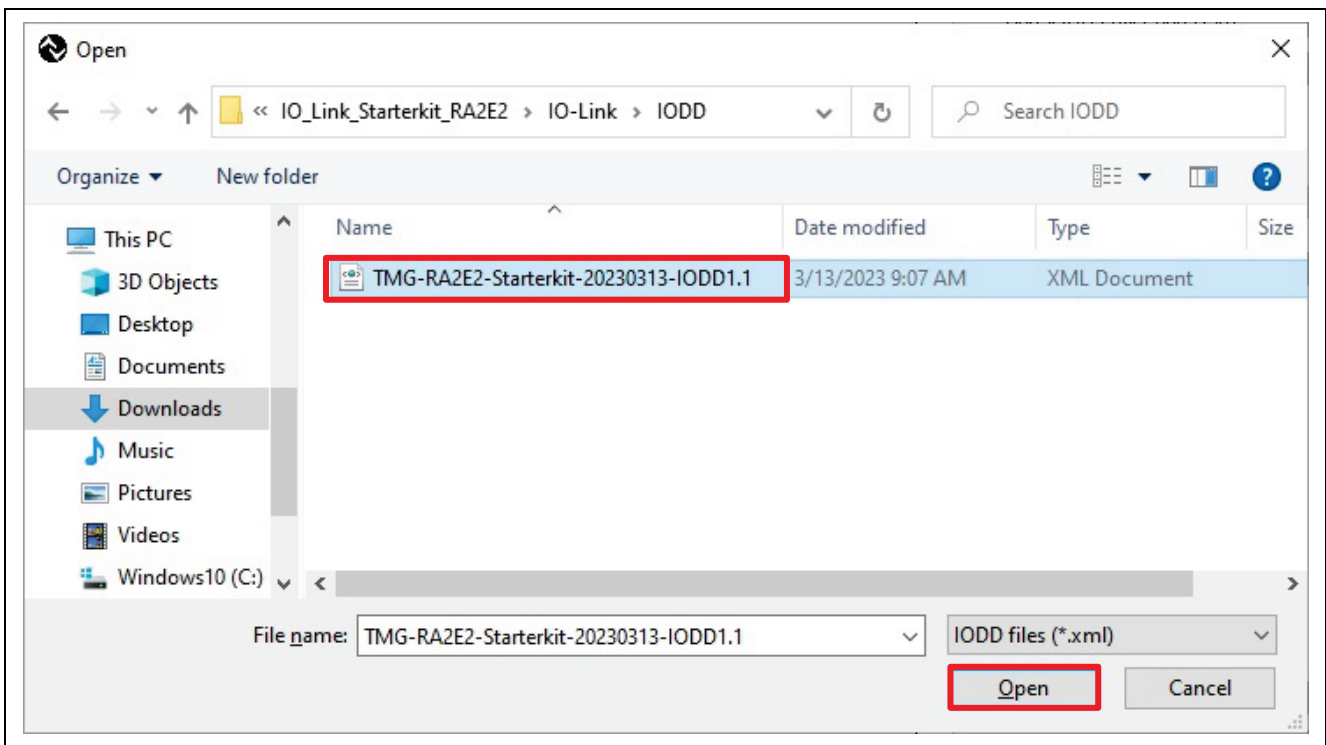 Open
« IO_Link_Starterkit_RA2E2 > IO-Link > IODD
Search IODD
Organize
New folder
?
Name
Date modified
Type
Size
This PC
TMG-RA2E2-Starterkit-20230313-IODD1.1
3/13/2023 9:07 AM
XML Document
3D Objects
Desktop
Documents
Downloads
Music
Pictures
Videos
Windows10 (C:)
File name:
TMG-RA2E2-Starterkit-20230313-IODD1.1
IODD files (*.xml)
Open
Cancel